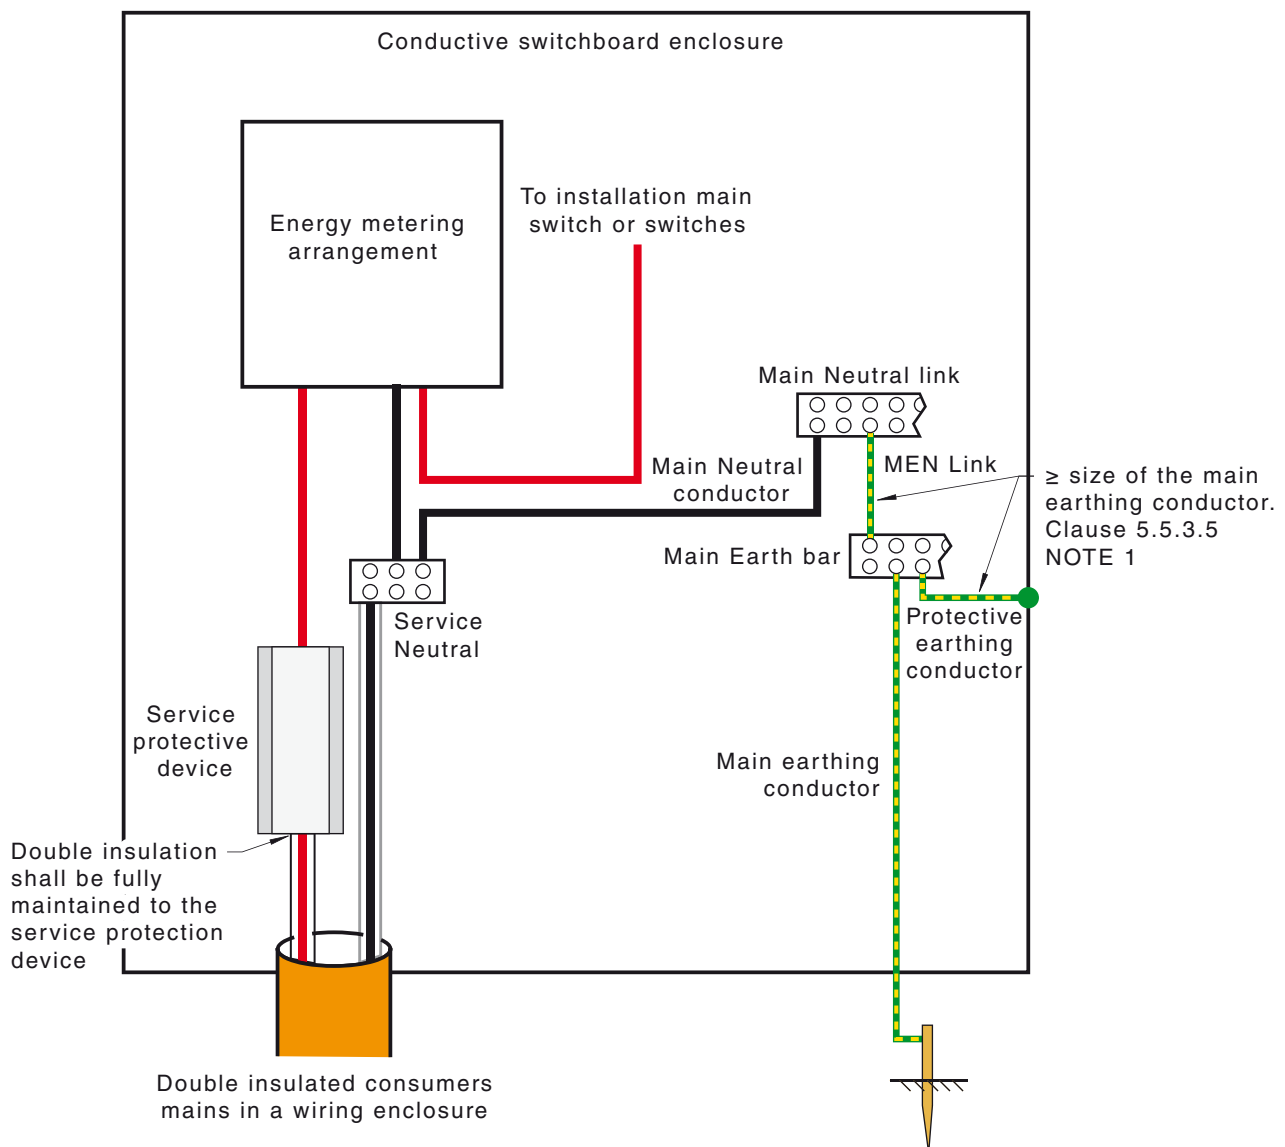 Conductive switchboard enclosure
Energy metering
arrangement
To installation main
switch or switches
Main Neutral link
Main Neutral
conductor
MEN Link
≥ size of the main
earthing conductor.
Clause 5.5.3.5
NOTE 1
Main Earth bar
Service
Neutral
Protective
earthing
conductor
Service
protective
device
Main earthing
conductor
Double insulation
shall be fully
maintained to the
service protection
device
Double insulated consumers
mains in a wiring enclosure